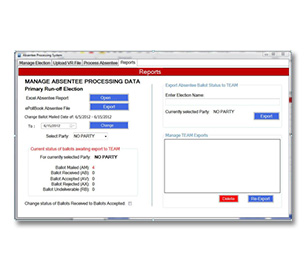 Absentee Processing System
Manage Election
Upload VR File
Process Absentee
Reports
Reports
MANAGE ABSENTEE PROCESSING DATA
Primary Run-off Election
Excel Absentee Report
Open
ePollBook Absentee File
Export
Change Ballot Mailed Date of: 6/5/2012 - 6/15/2012
To :
6/15/2012
Change
Select Party
NO PARTY
Current status of ballots awaiting export to TEAM
For currently selected Party
NO PARTY
Ballot Mailed (AM) 4
Ballot Received (AB) 0
Ballot Accepted (AV) 0
Ballot Rejected (AX) 0
Ballot Undeliverable (RB) 0
Change status of Ballots Received to Ballots Accepted:
Export Absentee Ballot Status to TEAM
Enter Election Name:
Currently selected Party
NO PARTY
Export
Manage TEAM Exports
Delete
Re-Export